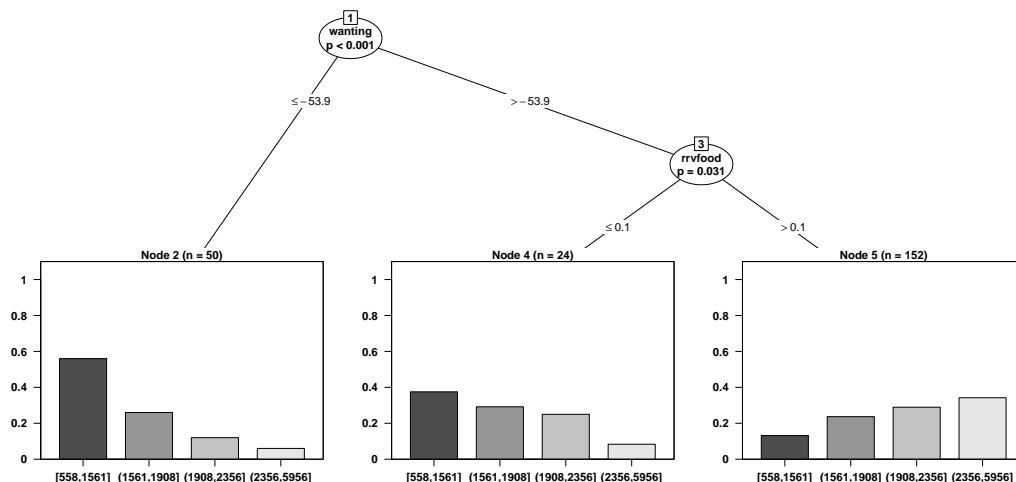 1
wanting
p < 0.001
≤ −53.9
> −53.9
3
rrvfood
p = 0.031
≤ 0.1
> 0.1
Node 2 (n = 50)
1
0.8
0.6
0.4
0.2
0
[558,1561] (1561,1908] (1908,2356] (2356,5956]
Node 4 (n = 24)
1
0.8
0.6
0.4
0.2
0
[558,1561] (1561,1908] (1908,2356] (2356,5956]
Node 5 (n = 152)
1
0.8
0.6
0.4
0.2
0
[558,1561] (1561,1908] (1908,2356] (2356,5956]